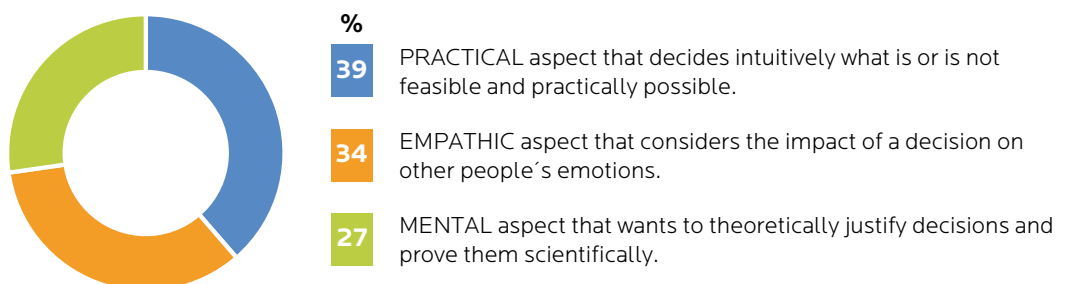 %
39 PRACTICAL aspect that decides intuitively what is or is not
feasible and practically possible.
34 EMPATHIC aspect that considers the impact of a decision on
other people´s emotions.
27 MENTAL aspect that wants to theoretically justify decisions and
prove them scientifically.